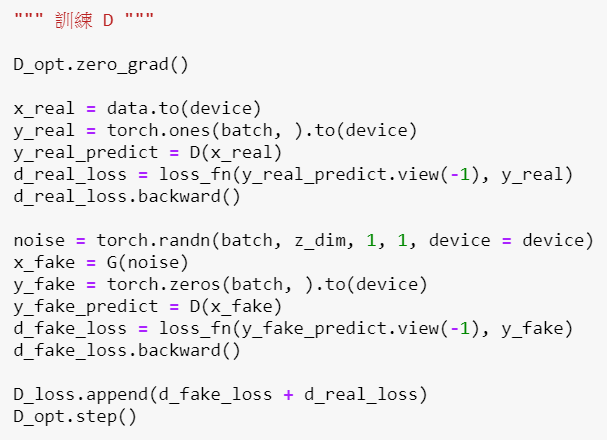 """ 訓練 D """
D_opt.zero_grad()
x_real = data.to(device)
y_real = torch.ones(batch, ).to(device)
y_real_predict = D(x_real)
d_real_loss = loss_fn(y_real_predict.view(-1), y_real)
d_real_loss.backward()
noise = torch.randn(batch, z_dim, 1, 1, device = device)
x_fake = G(noise)
y_fake = torch.zeros(batch, ).to(device)
y_fake_predict = D(x_fake)
d_fake_loss = loss_fn(y_fake_predict.view(-1), y_fake)
d_fake_loss.backward()
D_loss.append(d_fake_loss + d_real_loss)
D_opt.step()